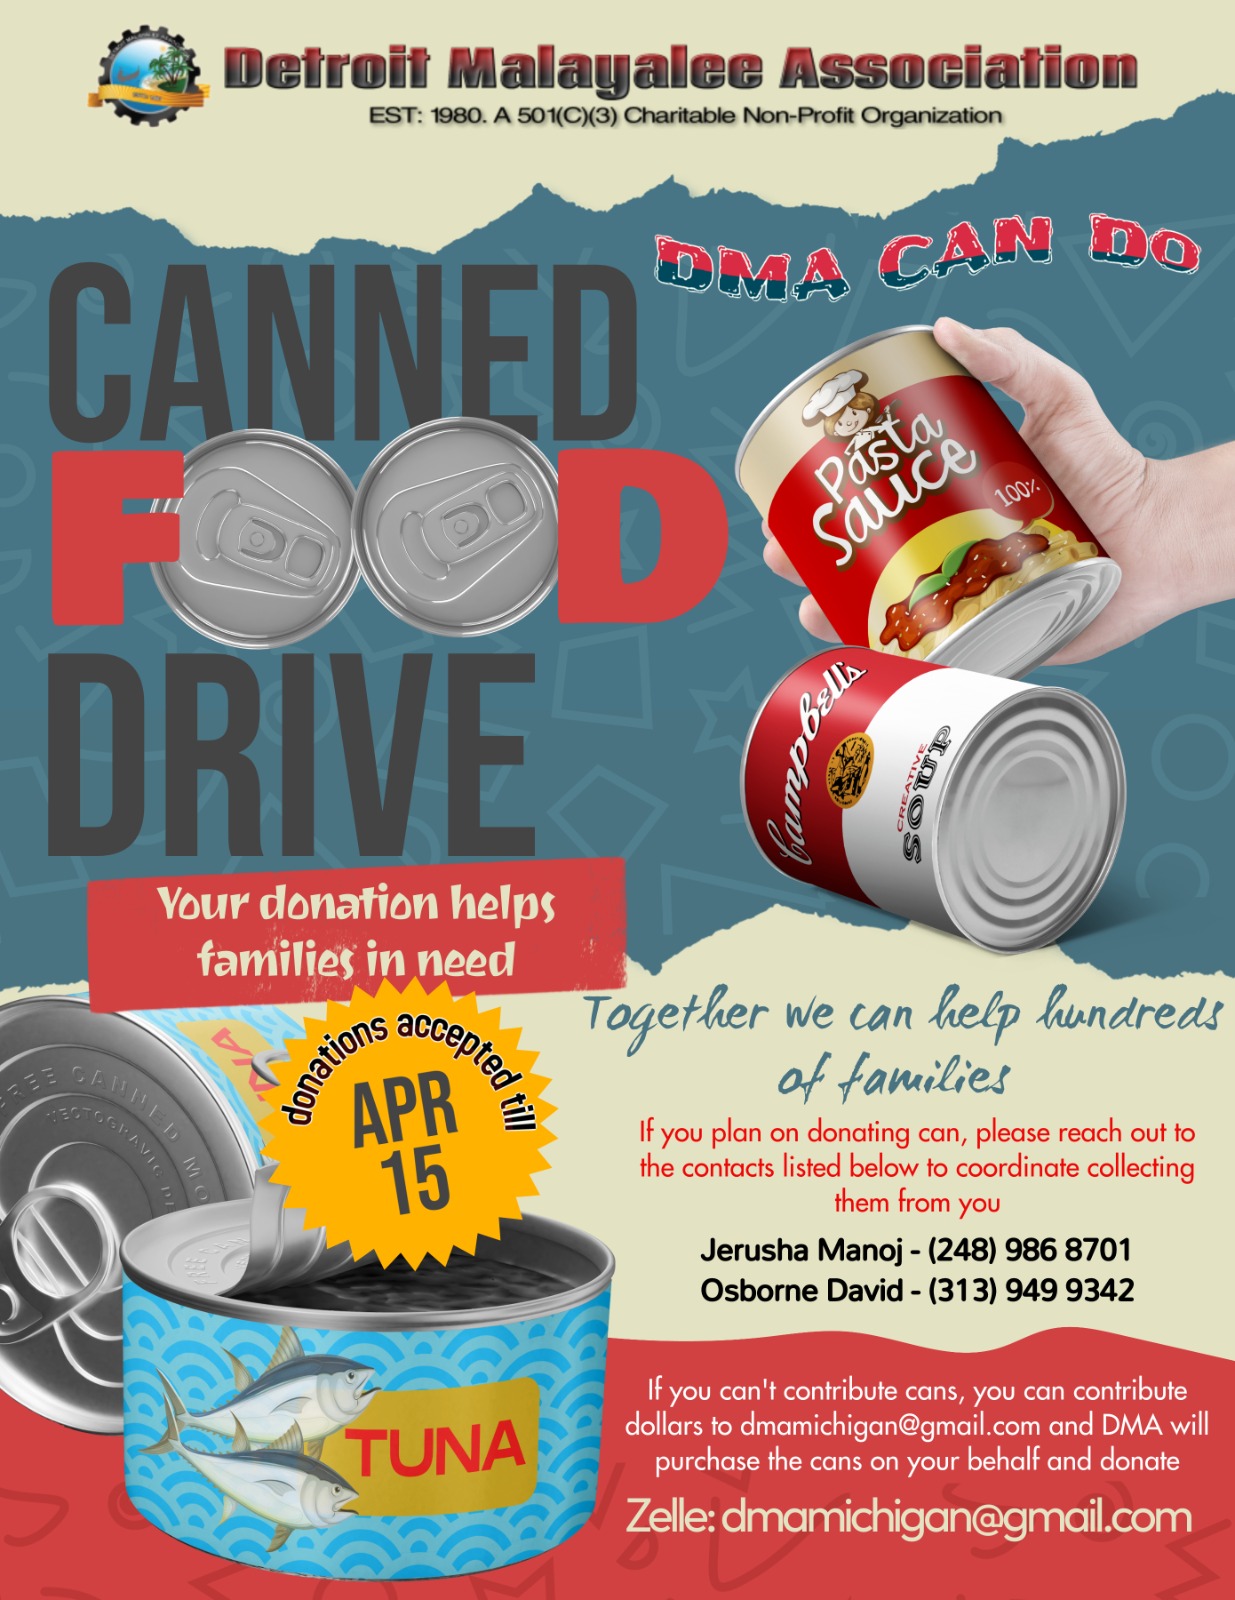 Detroit Malayalee Association
EST: 1980. A 501(C)(3) Charitable Non-Profit Organization
DMA CAN DO
CANNED
FOOD
DRIVE
Pasta
Sauce
100%
Campbell's
CREATIVE
SOUP
Your donation helps
families in need
donations accepted till
APR
15
Together we can help hundreds
of families
If you plan on donating can, please reach out to
the contacts listed below to coordinate collecting
them from you
Jerusha Manoj - (248) 986 8701
Osborne David - (313) 949 9342
FREE CANNED MO
TUNA
If you can't contribute cans, you can contribute
dollars to dmamichigan@gmail.com and DMA will
purchase the cans on your behalf and donate
Zelle: dmamichigan@gmail.com